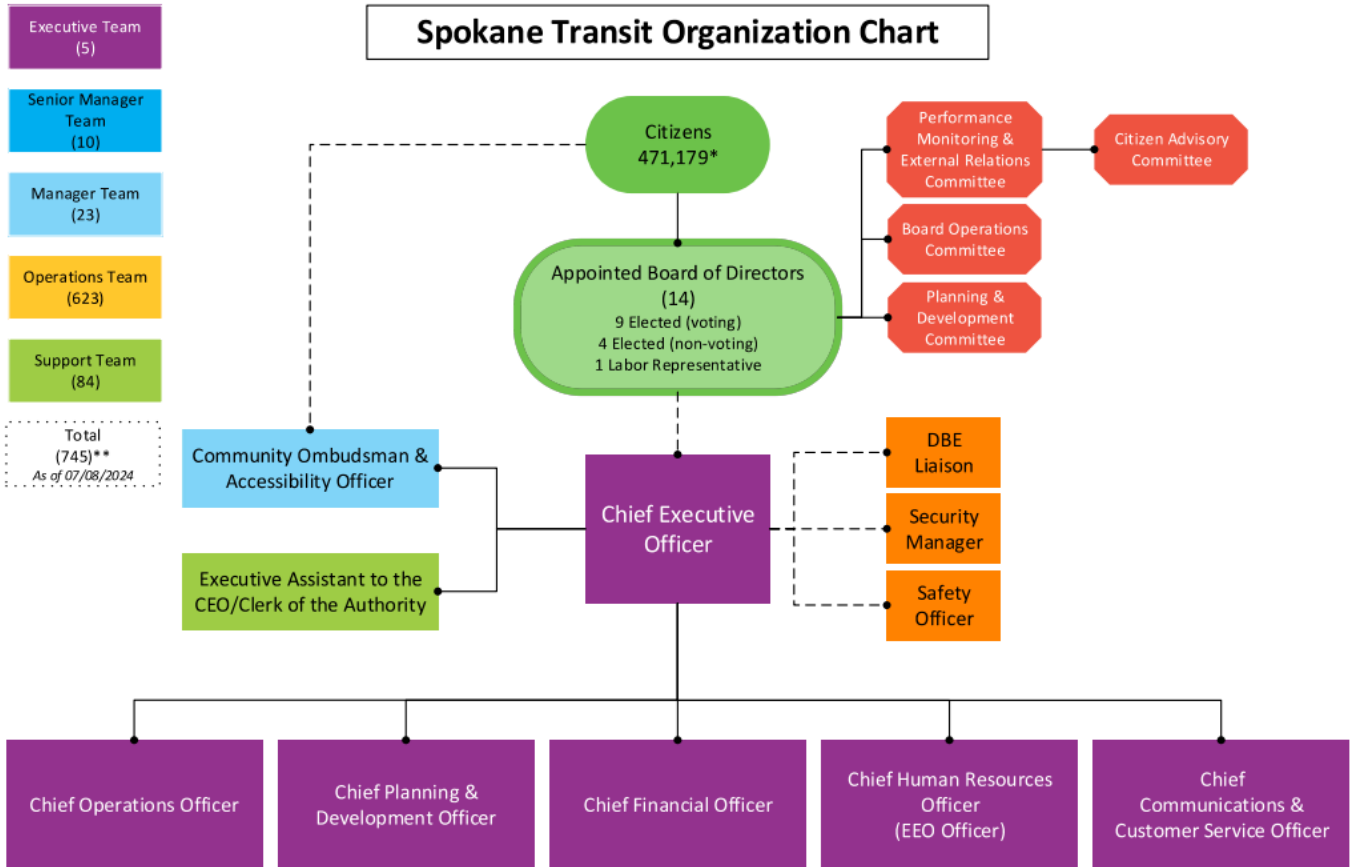 Spokane Transit Organization Chart
Executive Team
(5)
Senior Manager
Team
(10)
Manager Team
(23)
Operations Team
(623)
Support Team
(84)
Total
(745)**
As of 07/08/2024
Citizens
471,179*
Performance
Monitoring &
External Relations
Committee
Citizen Advisory
Committee
Board Operations
Committee
Planning &
Development
Committee
Appointed Board of Directors
(14)
9 Elected (voting)
4 Elected (non-voting)
1 Labor Representative
Community Ombudsman &
Accessibility Officer
Executive Assistant to the
CEO/Clerk of the Authority
Chief Executive
Officer
DBE
Liaison
Security
Manager
Safety
Officer
Chief Operations Officer
Chief Planning &
Development Officer
Chief Financial Officer
Chief Human Resources
Officer
(EEO Officer)
Chief
Communications &
Customer Service Officer